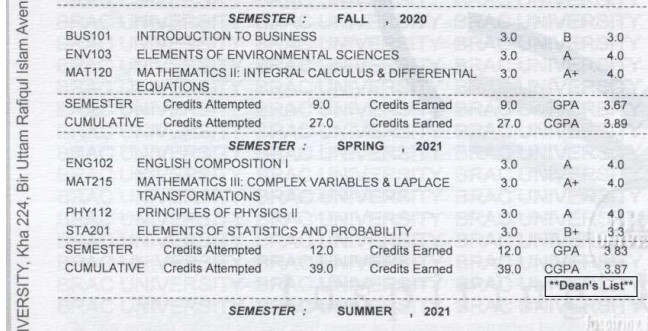 SEMESTER : FALL , 2020
BUS101 INTRODUCTION TO BUSINESS 3.0 B 3.0
ENV103 ELEMENTS OF ENVIRONMENTAL SCIENCES 3.0 A 4.0
MAT120 MATHEMATICS II: INTEGRAL CALCULUS & DIFFERENTIAL 3.0 A+ 4.0
EQUATIONS
SEMESTER Credits Attempted 9.0 Credits Earned 9.0 GPA 3.67
CUMULATIVE Credits Attempted 27.0 Credits Earned 27.0 CGPA 3.89
SEMESTER : SPRING , 2021
ENG102 ENGLISH COMPOSITION I 3.0 A 4.0
MAT215 MATHEMATICS III: COMPLEX VARIABLES & LAPLACE 3.0 A+ 4.0
TRANSFORMATIONS
PHY112 PRINCIPLES OF PHYSICS II 3.0 A 4.0
STA201 ELEMENTS OF STATISTICS AND PROBABILITY 3.0 B+ 3.3
SEMESTER Credits Attempted 12.0 Credits Earned 12.0 GPA 3.83
CUMULATIVE Credits Attempted 39.0 Credits Earned 39.0 CGPA 3.87
**Dean's List**
SEMESTER : SUMMER , 2021
VERSITY, Kha 224, Bir Uttam Rafiqul Islam Aven
BRAC UNIVERSITY